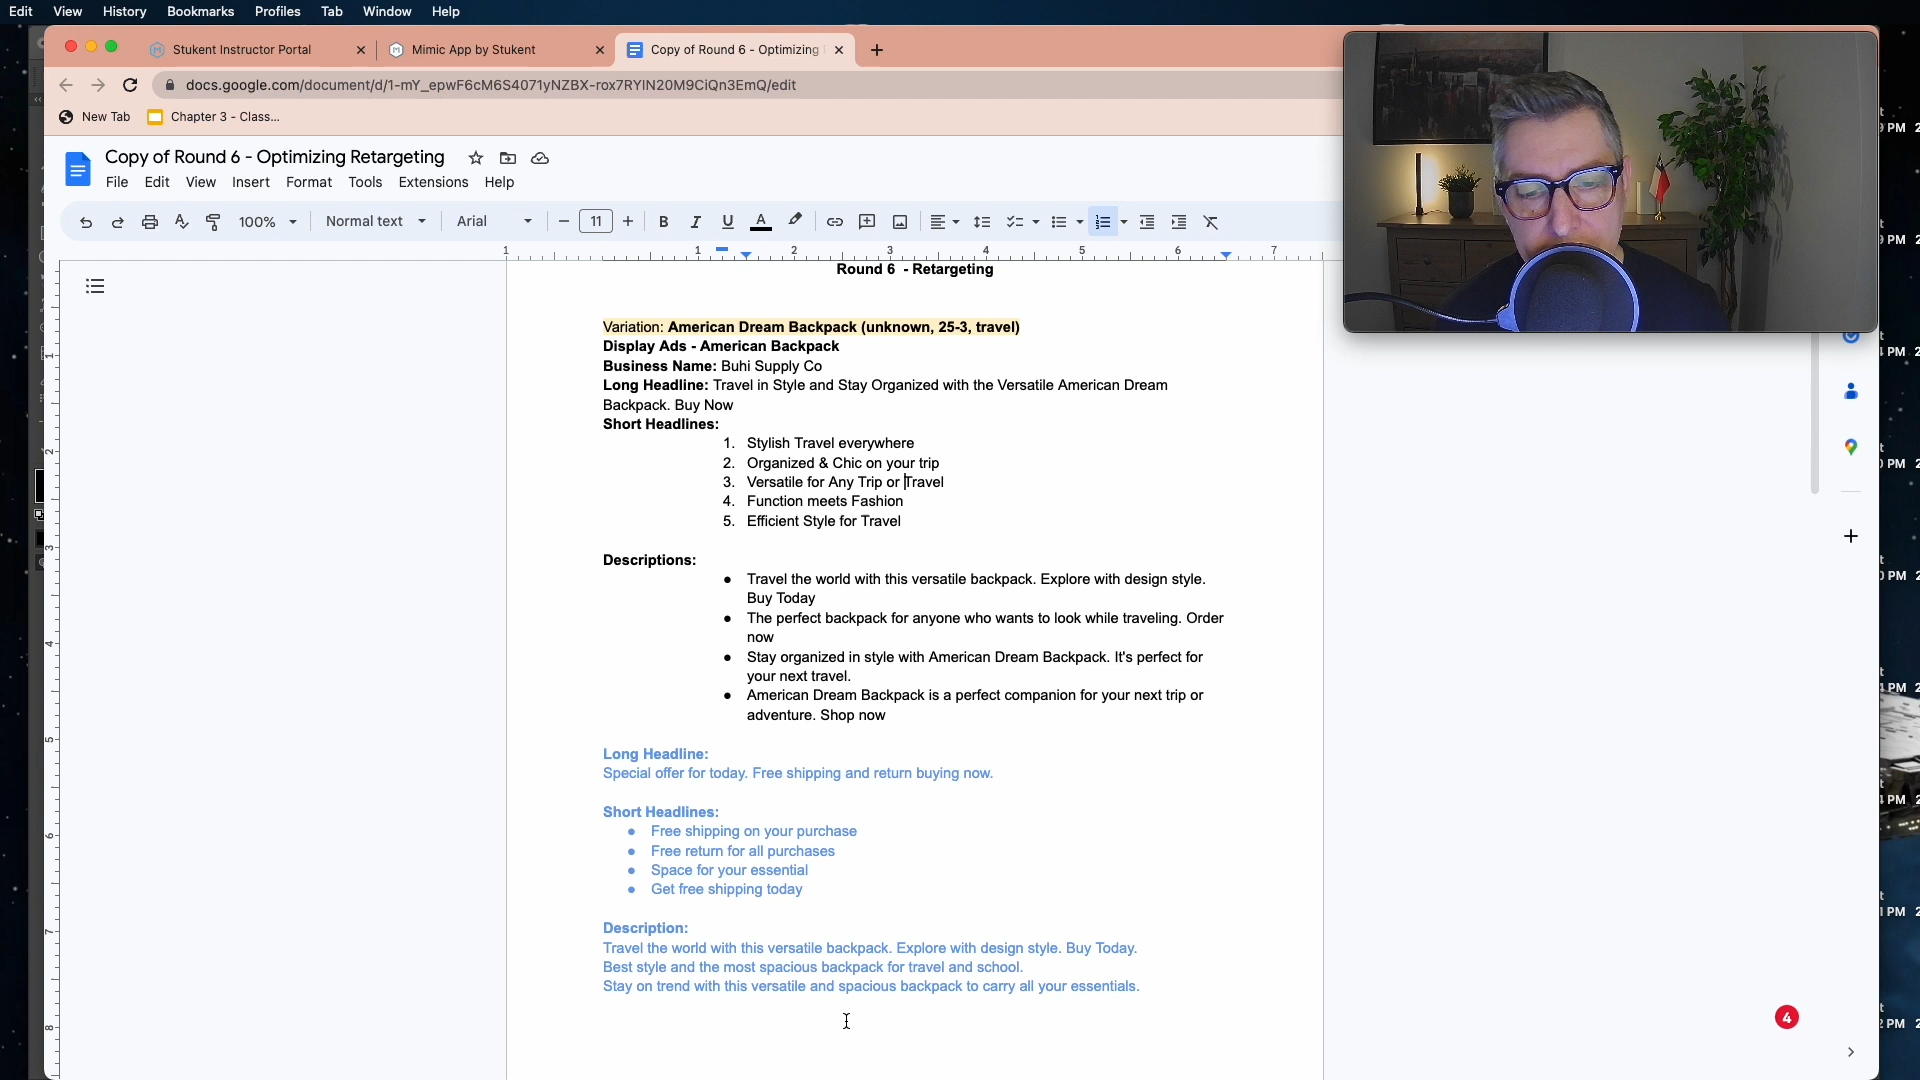 Edit View History Bookmarks Profiles Tab Window Help
Stukent Instructor Portal
Mimic App by Stukent
Copy of Round 6 - Optimizing
docs.google.com/document/d/1-mY_epwF6cM6S4071yNZBX-rox7RYIN20M9CiQn3EmQ/edit
New Tab
Chapter 3 - Class...
Copy of Round 6 - Optimizing Retargeting
File Edit View Insert Format Tools Extensions Help
100% Normal text Arial 11
1 1 2 3 4 5 6 7
Round 6 - Retargeting
Variation: American Dream Backpack (unknown, 25-3, travel)
Display Ads - American Backpack
Business Name: Buhi Supply Co
Long Headline: Travel in Style and Stay Organized with the Versatile American Dream
Backpack. Buy Now
Short Headlines:
1. Stylish Travel everywhere
2. Organized & Chic on your trip
3. Versatile for Any Trip or Travel
4. Function meets Fashion
5. Efficient Style for Travel
Descriptions:
● Travel the world with this versatile backpack. Explore with design style.
Buy Today
● The perfect backpack for anyone who wants to look while traveling. Order
now
● Stay organized in style with American Dream Backpack. It's perfect for
your next travel.
● American Dream Backpack is a perfect companion for your next trip or
adventure. Shop now
Long Headline:
Special offer for today. Free shipping and return buying now.
Short Headlines:
● Free shipping on your purchase
● Free return for all purchases
● Space for your essential
● Get free shipping today
Description:
Travel the world with this versatile backpack. Explore with design style. Buy Today.
Best style and the most spacious backpack for travel and school.
Stay on trend with this versatile and spacious backpack to carry all your essentials.
4